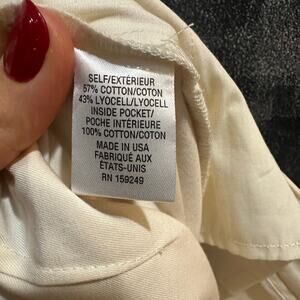 SELF/EXTÉRIEUR
57% COTTON/COTON
43% LYOCELL/LYOCELL
INSIDE POCKET/
POCHE INTÉRIEURE
100% COTTON/COTON
MADE IN USA
FABRIQUÉ AUX
ÉTATS-UNIS
RN 159249